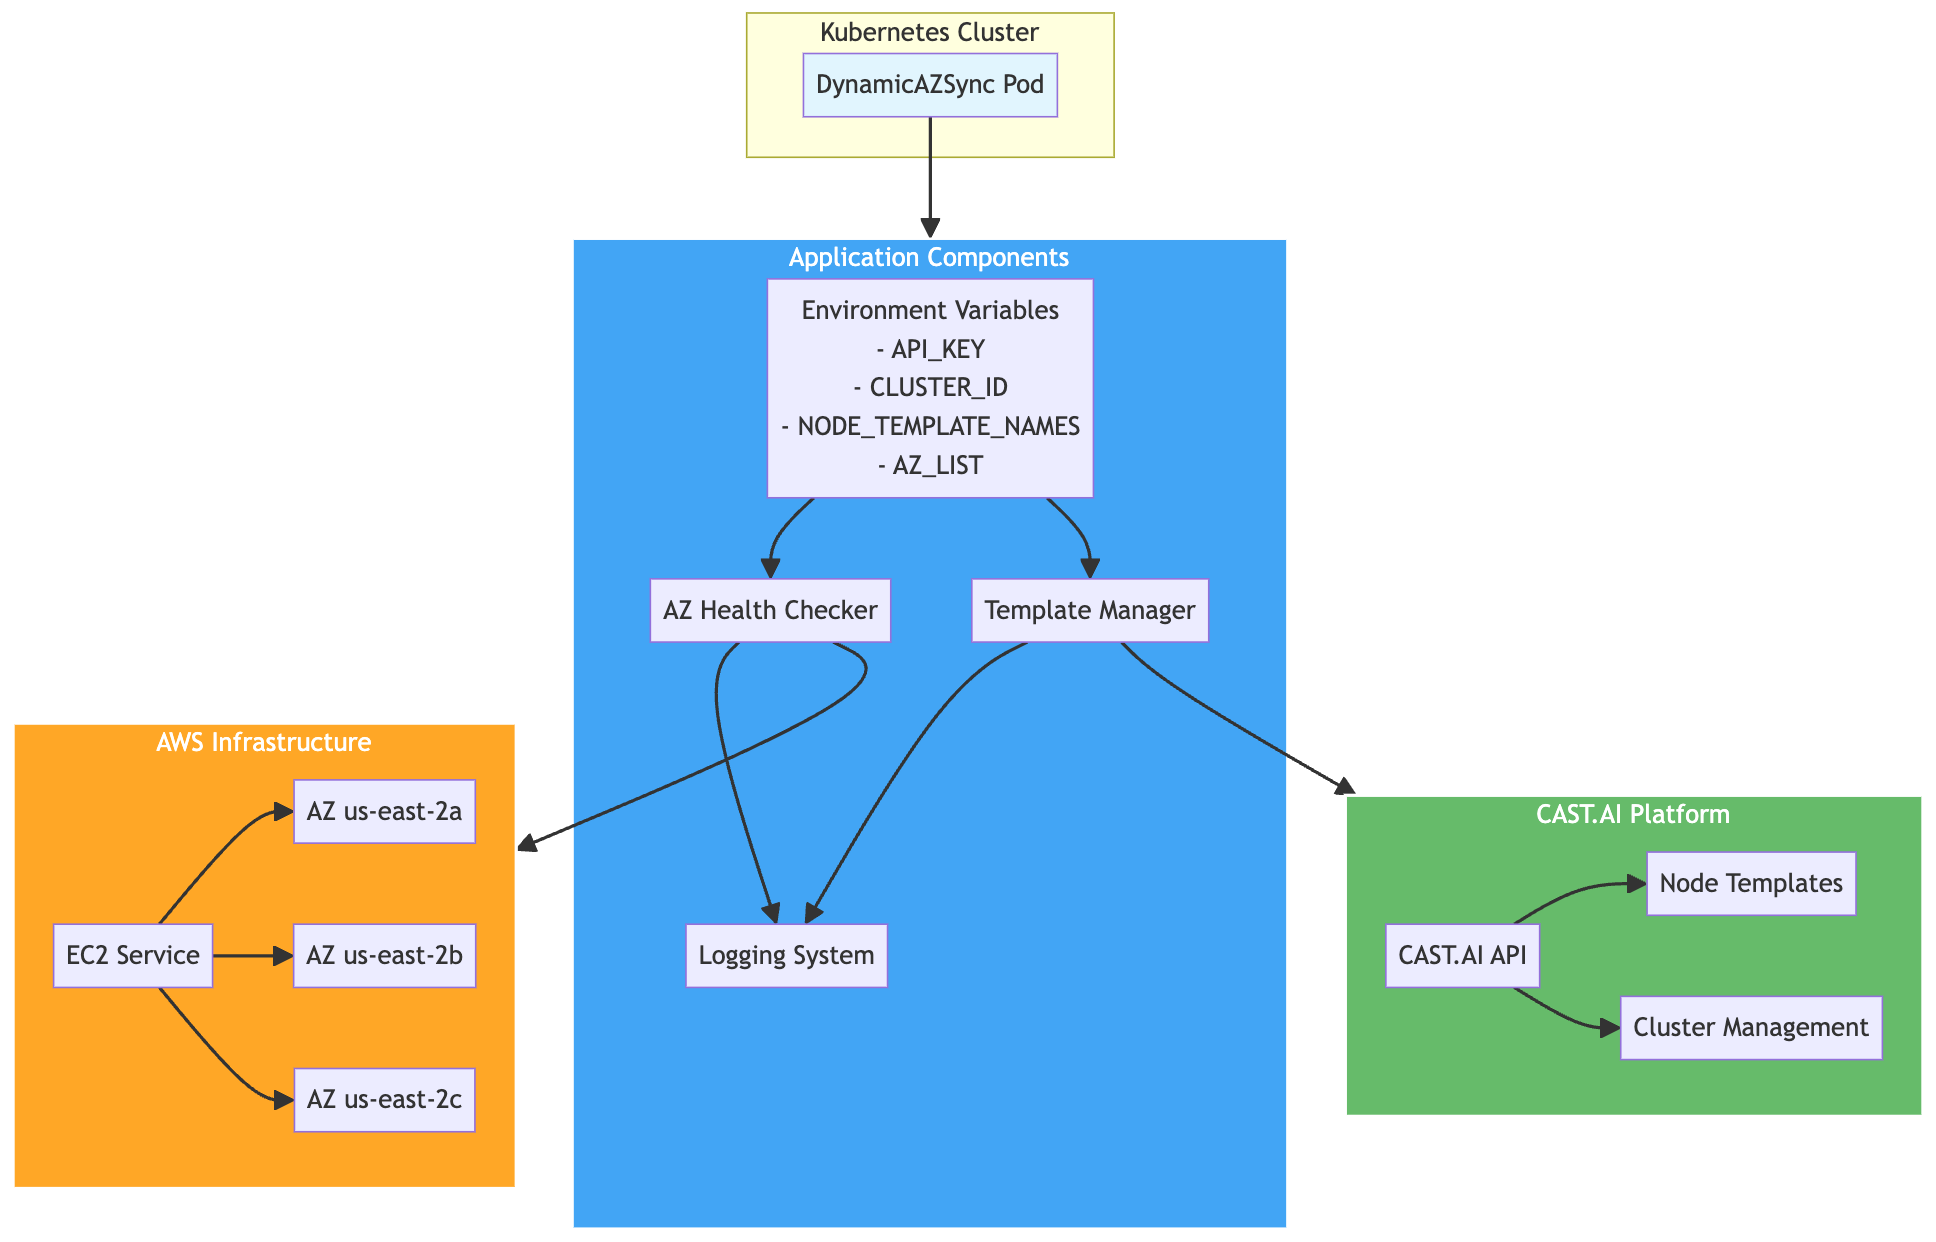 Kubernetes Cluster
DynamicAZSync Pod
Application Components
Environment Variables
- API_KEY
- CLUSTER_ID
- NODE_TEMPLATE_NAMES
- AZ_LIST
AZ Health Checker
Template Manager
Logging System
AWS Infrastructure
EC2 Service
AZ us-east-2a
AZ us-east-2b
AZ us-east-2c
CAST.AI Platform
CAST.AI API
Node Templates
Cluster Management